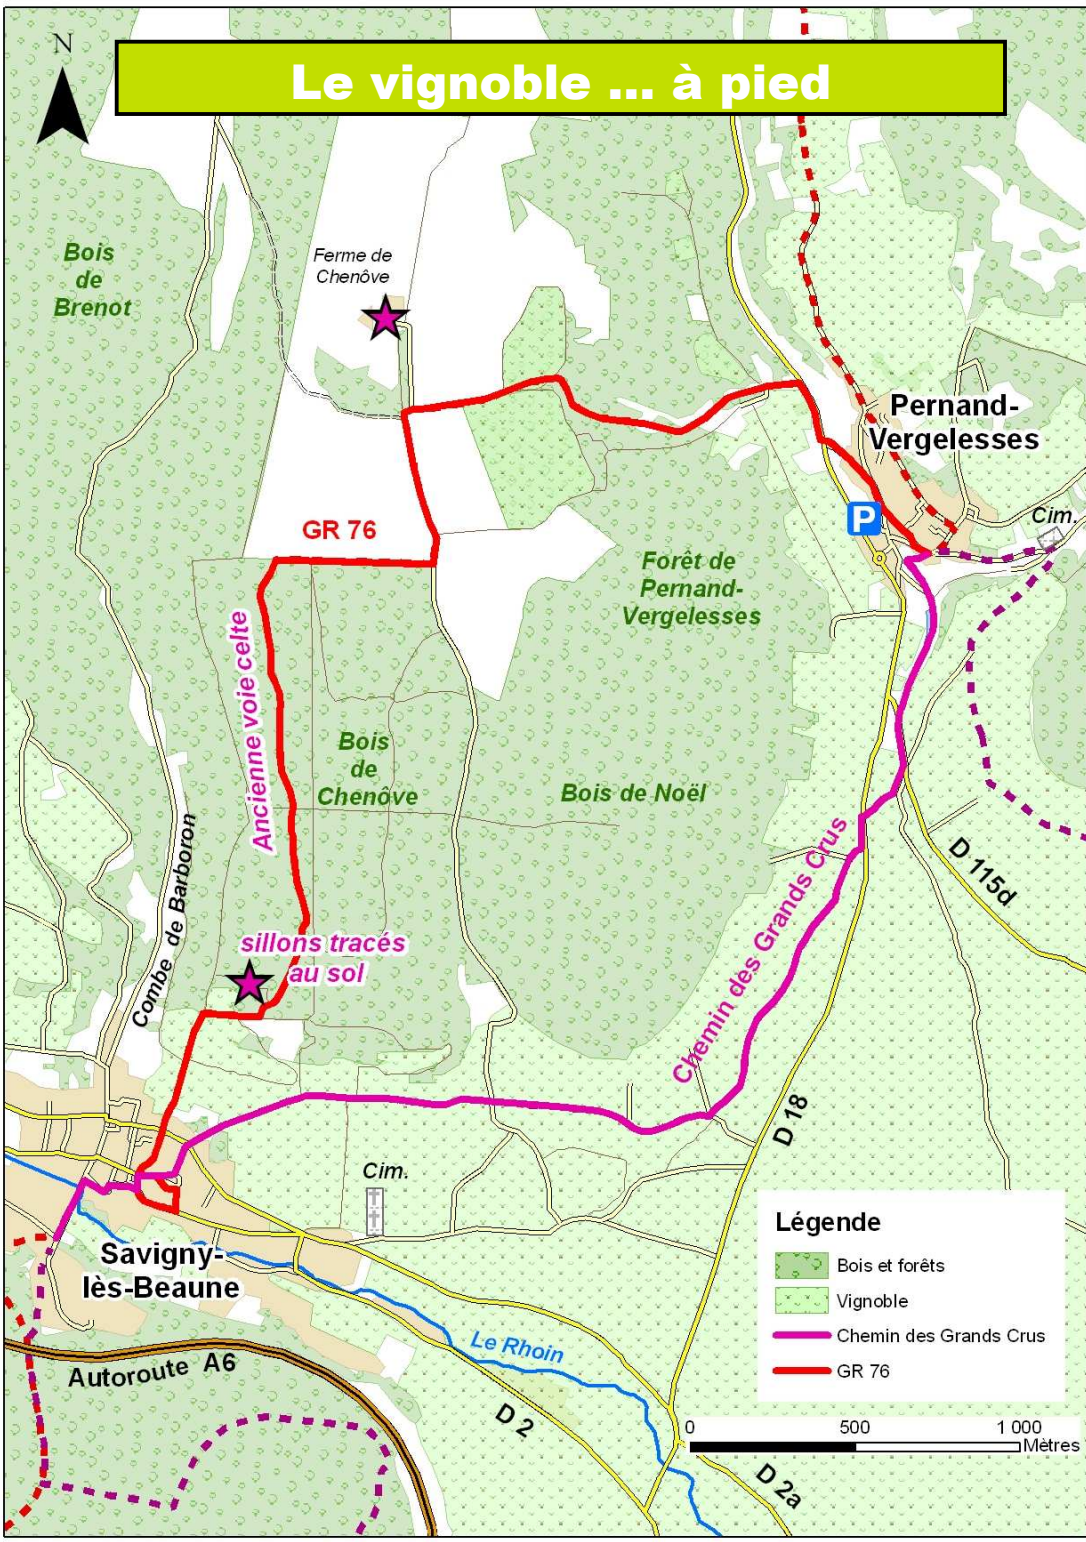 N
Le vignoble ... à pied
Bois
de
Brenot
Ferme de
Chenôve
Pernand-
Vergelesses
P
Cim.
GR 76
Forêt de
Pernand-
Vergelesses
Ancienne voie celte
Bois
de
Chenôve
Bois de Noël
Combe de Barboron
Chemin des Grands Crus
D 115d
sillons tracés
au sol
D 18
Cim.
Savigny-
lès-Beaune
Légende
Bois et forêts
Vignoble
Chemin des Grands Crus
GR 76
Le Rhoin
Autoroute A6
D 2
0 500 1 000
Mètres
D 2a